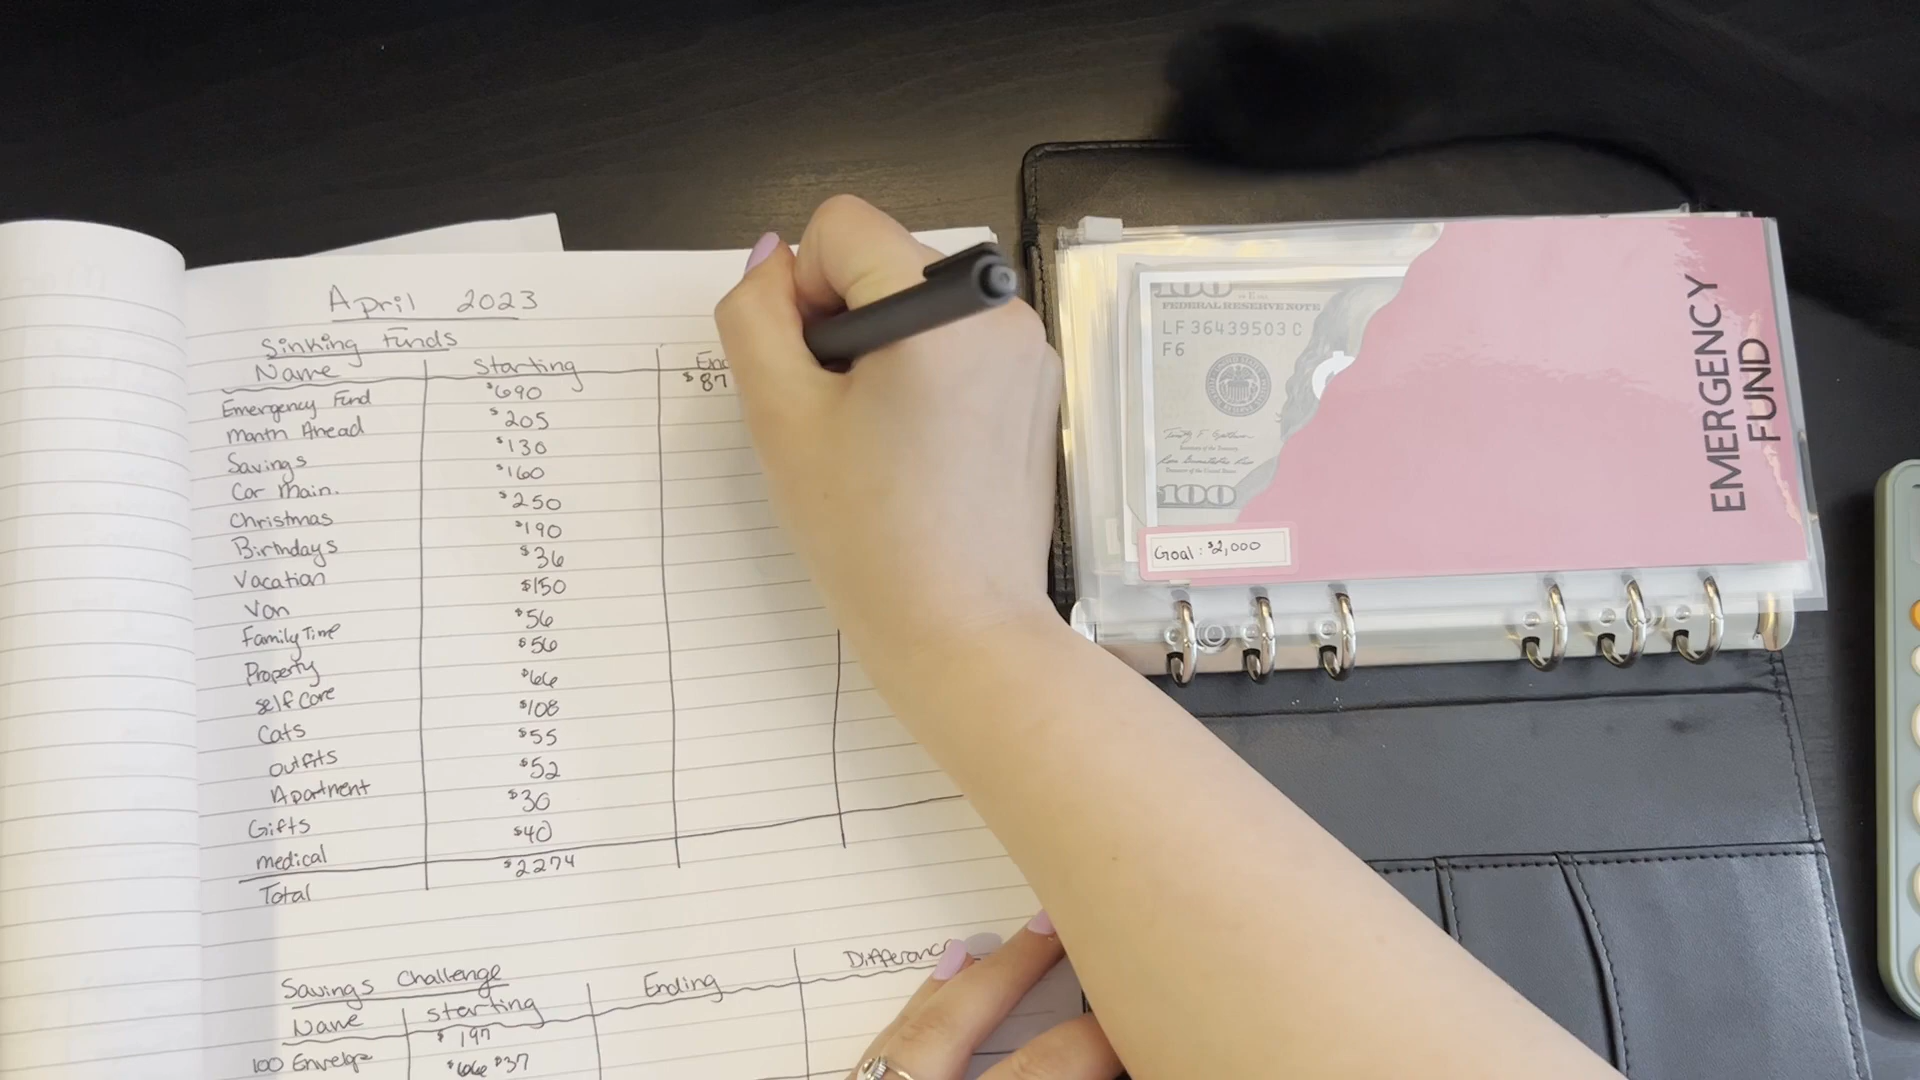 April 2023
Sinking Funds
Name Starting
Emergency Fund $690 $87
Month Ahead $205
Savings $130
Car Main. $160
Christmas $250
Birthdays $190
Vacation $36
Van $150
Family Time $56
Property $56
Self Care $66
Cats $108
Outfits $55
Apartment $52
Gifts $30
medical $40
Total $2274
Savings Challenge
Name Starting Ending
100 Envelope $197
$37
100
FEDERAL RESERVE NOTE
LF 36439503 C
F6
100
Goal: $2,000
EMERGENCY
FUND